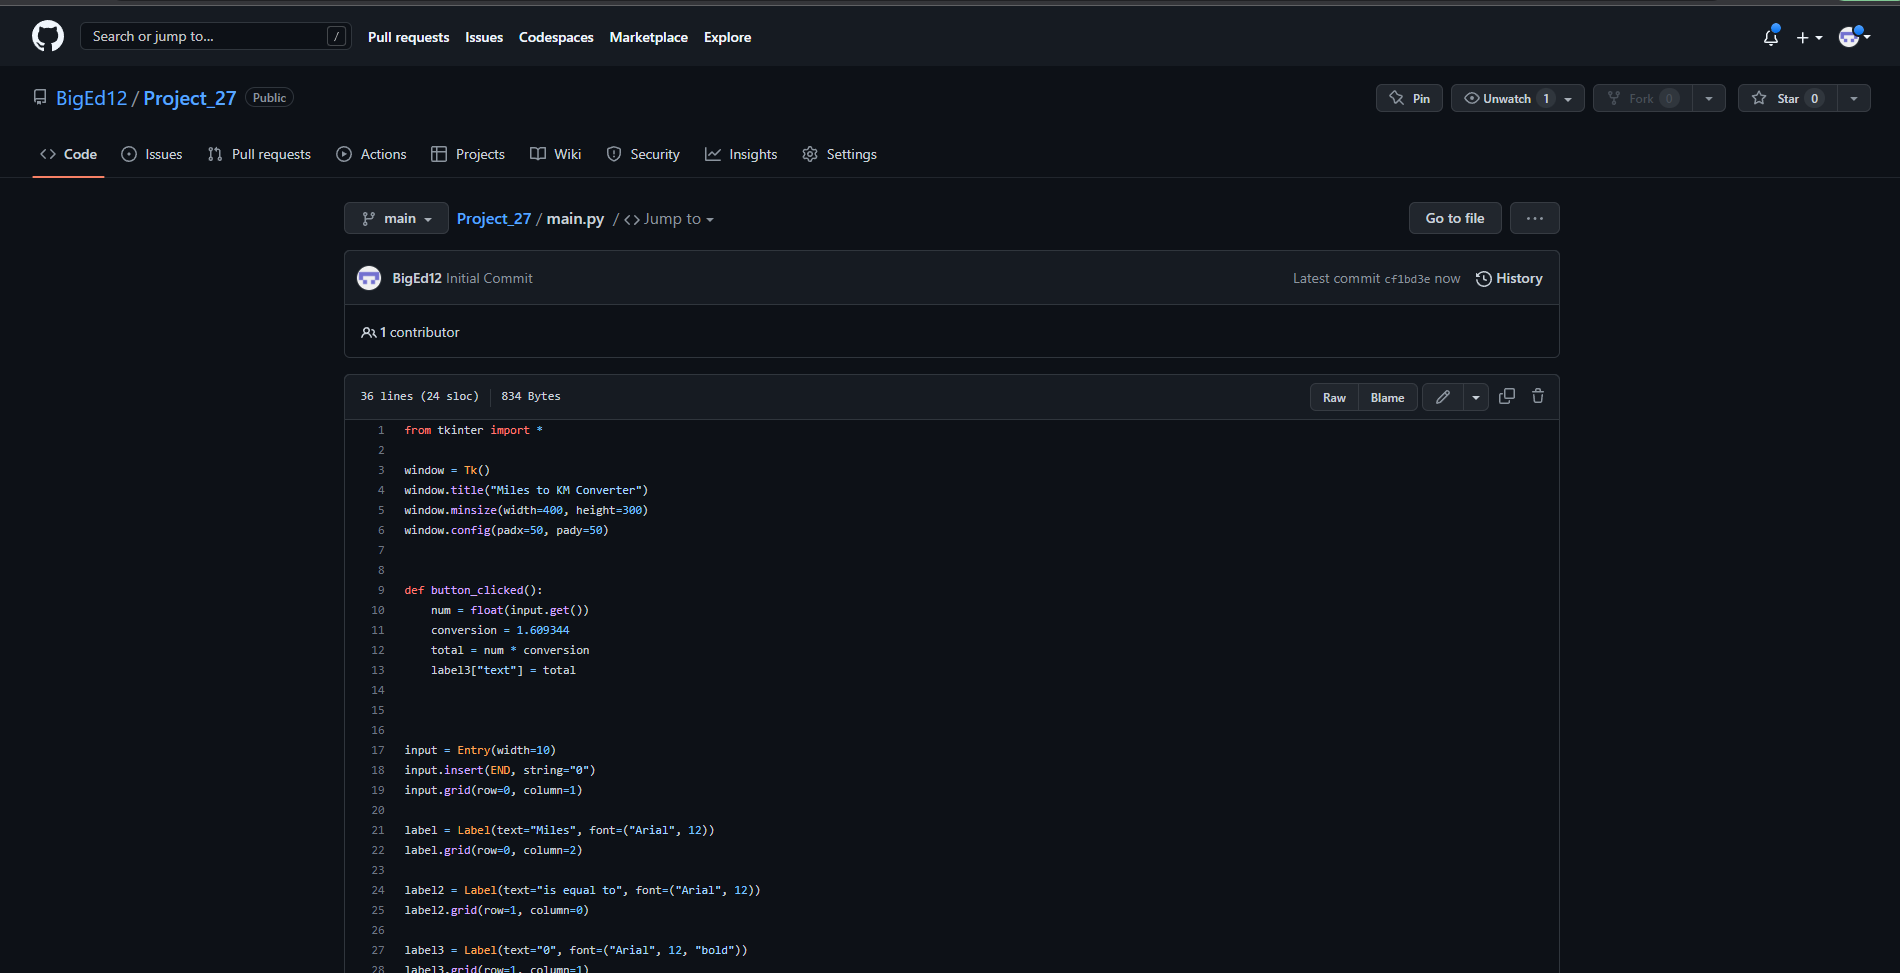 Search or jump to... /
Pull requests Issues Codespaces Marketplace Explore
BigEd12 / Project_27 Public
Pin Unwatch 1 Fork 0 Star 0
Code Issues Pull requests Actions Projects Wiki Security Insights Settings
main Project_27 / main.py / <> Jump to
Go to file ...
BigEd12 Initial Commit
Latest commit cf1bd3e now History
1 contributor
36 lines (24 sloc) 834 Bytes
Raw Blame
1 from tkinter import *
2
3 window = Tk()
4 window.title("Miles to KM Converter")
5 window.minsize(width=400, height=300)
6 window.config(padx=50, pady=50)
7
8
9 def button_clicked():
10     num = float(input.get())
11     conversion = 1.609344
12     total = num * conversion
13     label3["text"] = total
14
15
16
17 input = Entry(width=10)
18 input.insert(END, string="0")
19 input.grid(row=0, column=1)
20
21 label = Label(text="Miles", font=("Arial", 12))
22 label.grid(row=0, column=2)
23
24 label2 = Label(text="is equal to", font=("Arial", 12))
25 label2.grid(row=1, column=0)
26
27 label3 = Label(text="0", font=("Arial", 12, "bold"))
28 label3.grid(row=1, column=1)